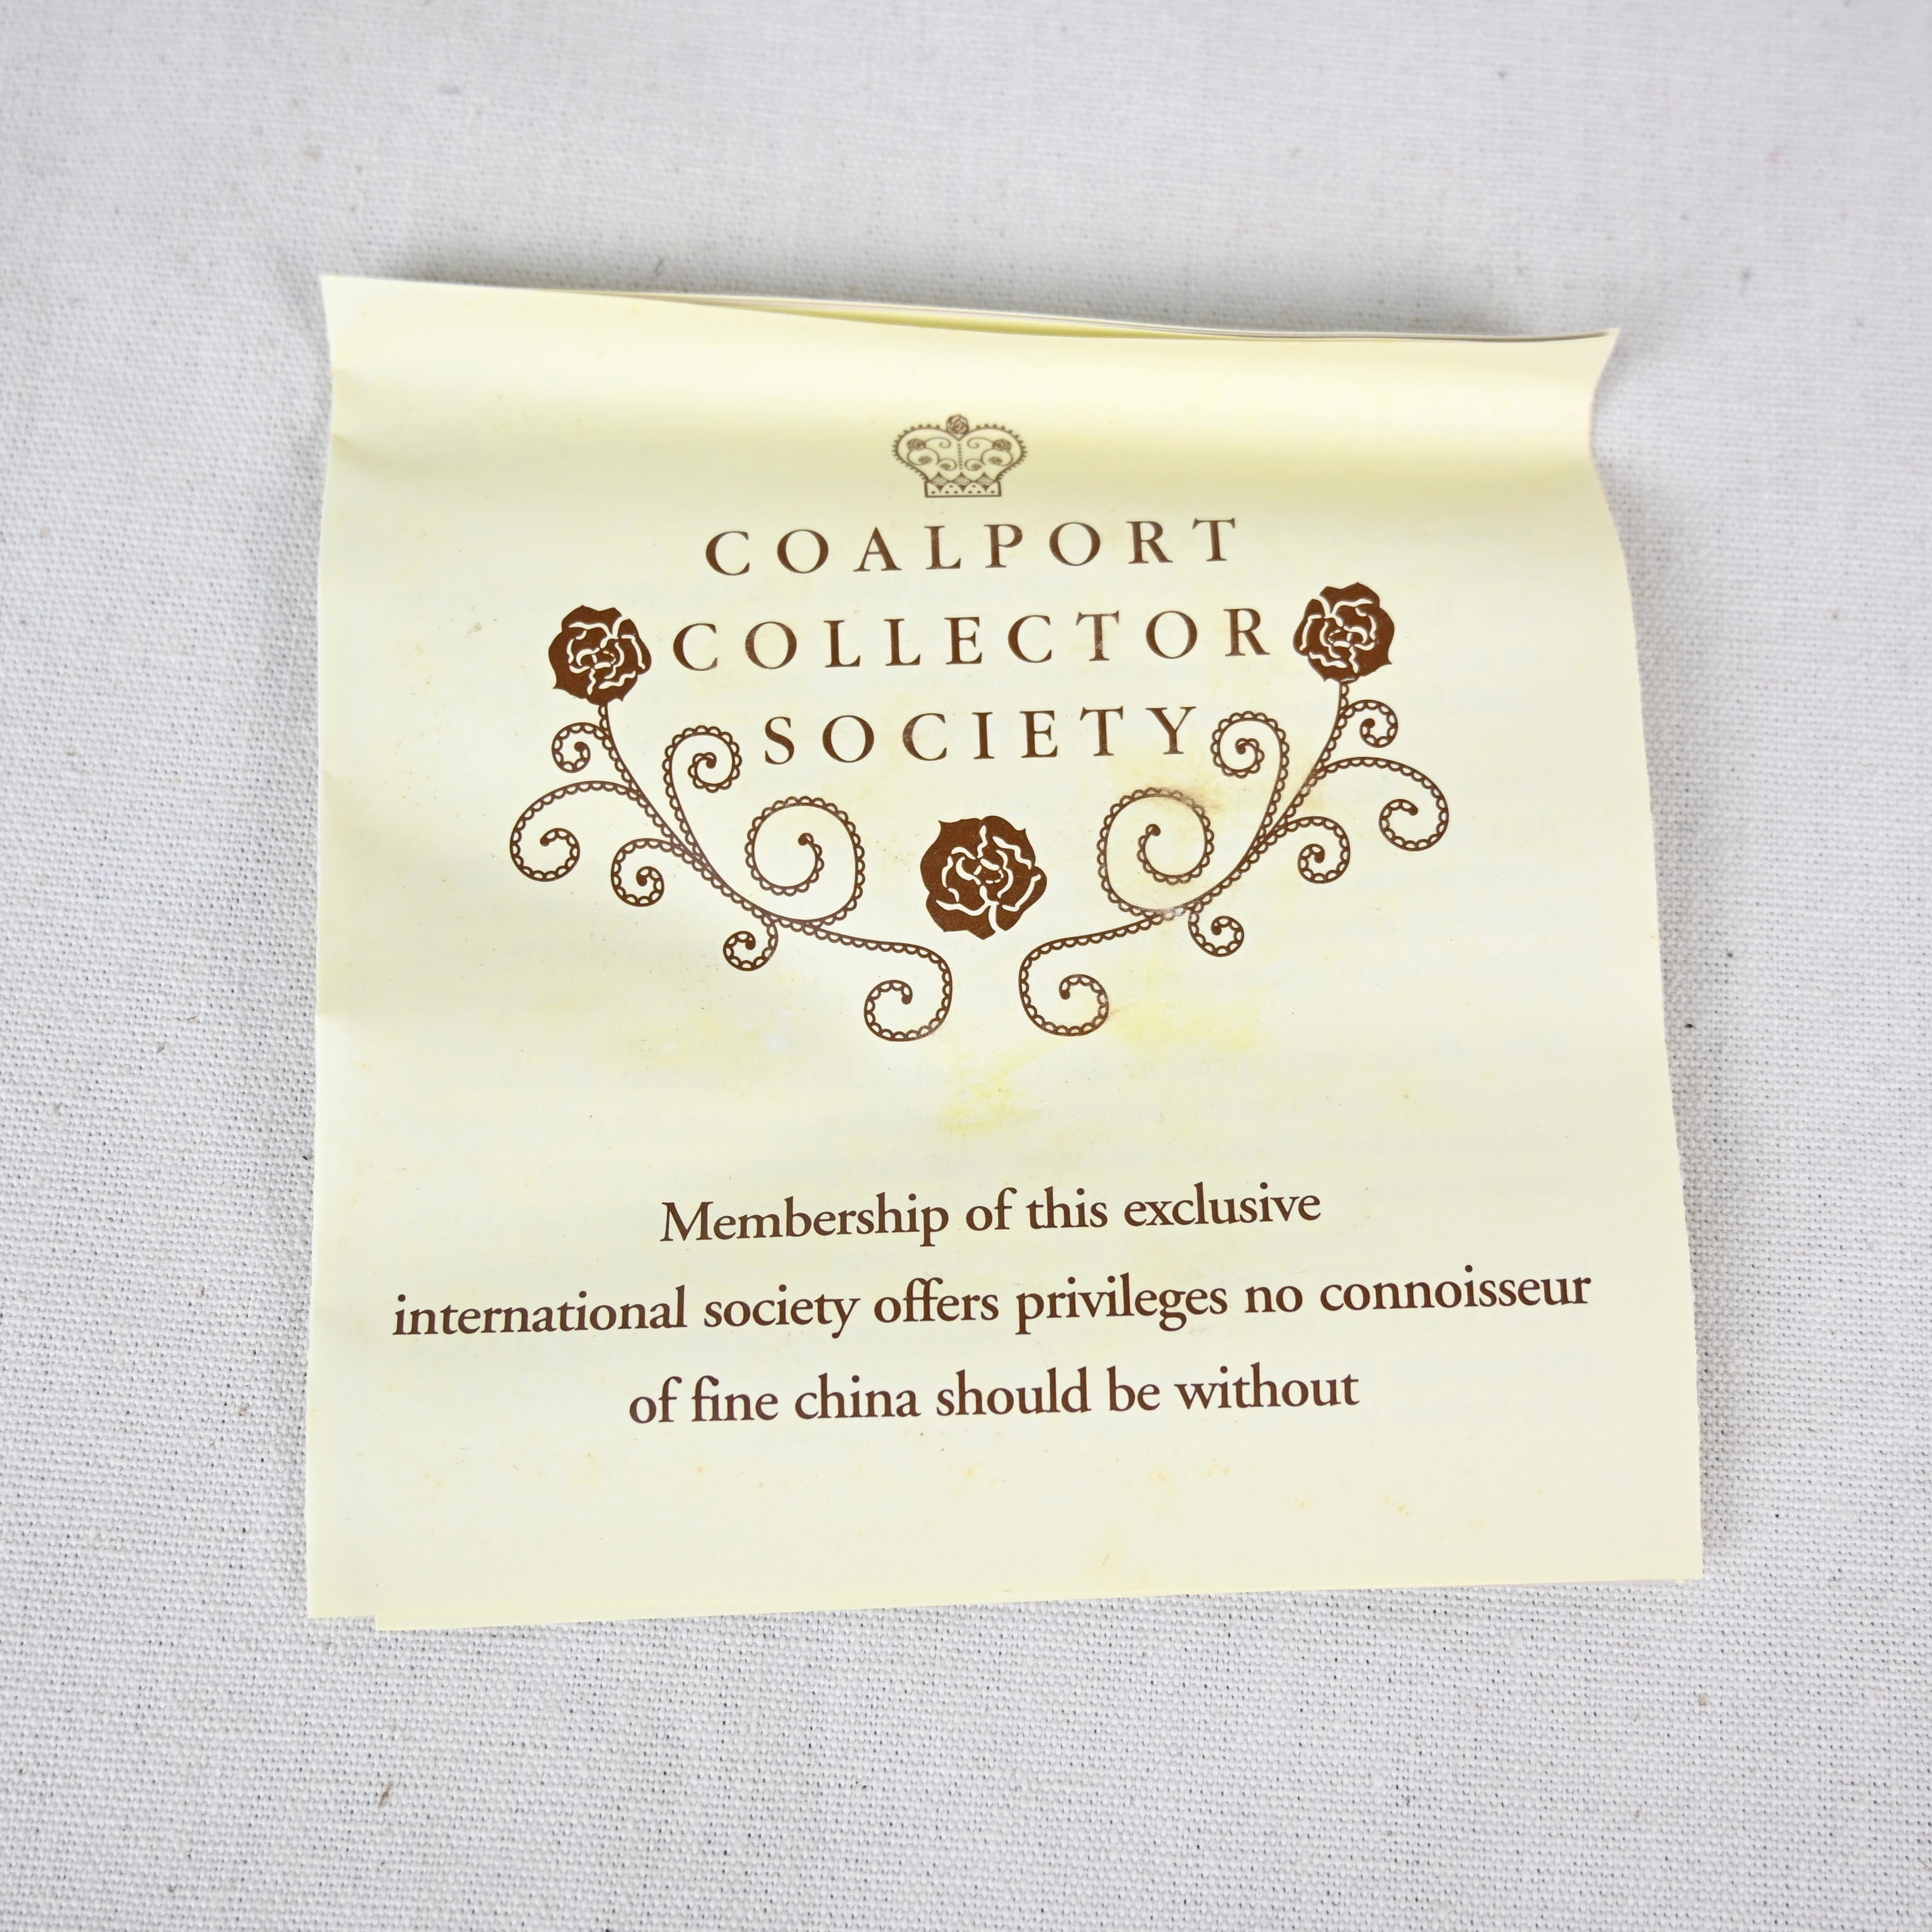 COALPORT
COLLECTOR
SOCIETY
Membership of this exclusive
international society offers privileges no connoisseur
of fine china should be without